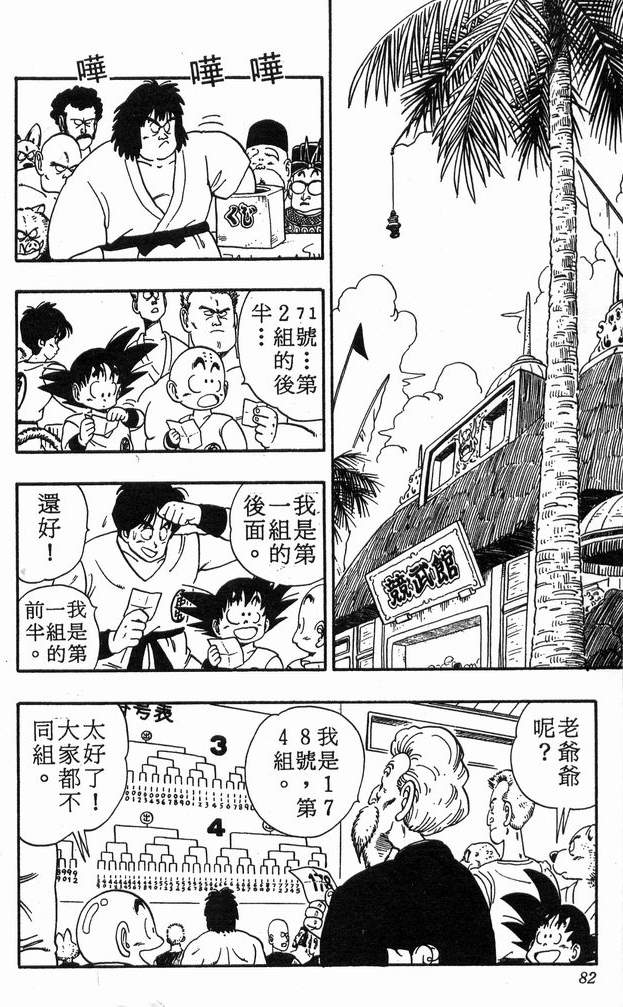 競武館
嘩 嘩 嘩
くじ
71號…第
2組的後
半…
我是第
一組的
後面。
還好！
我是第
一組的
前半。
老爺爺
呢？
我是17
8號，第
4組。
太好了！
大家都不
同組。
号表
3
4
178
82